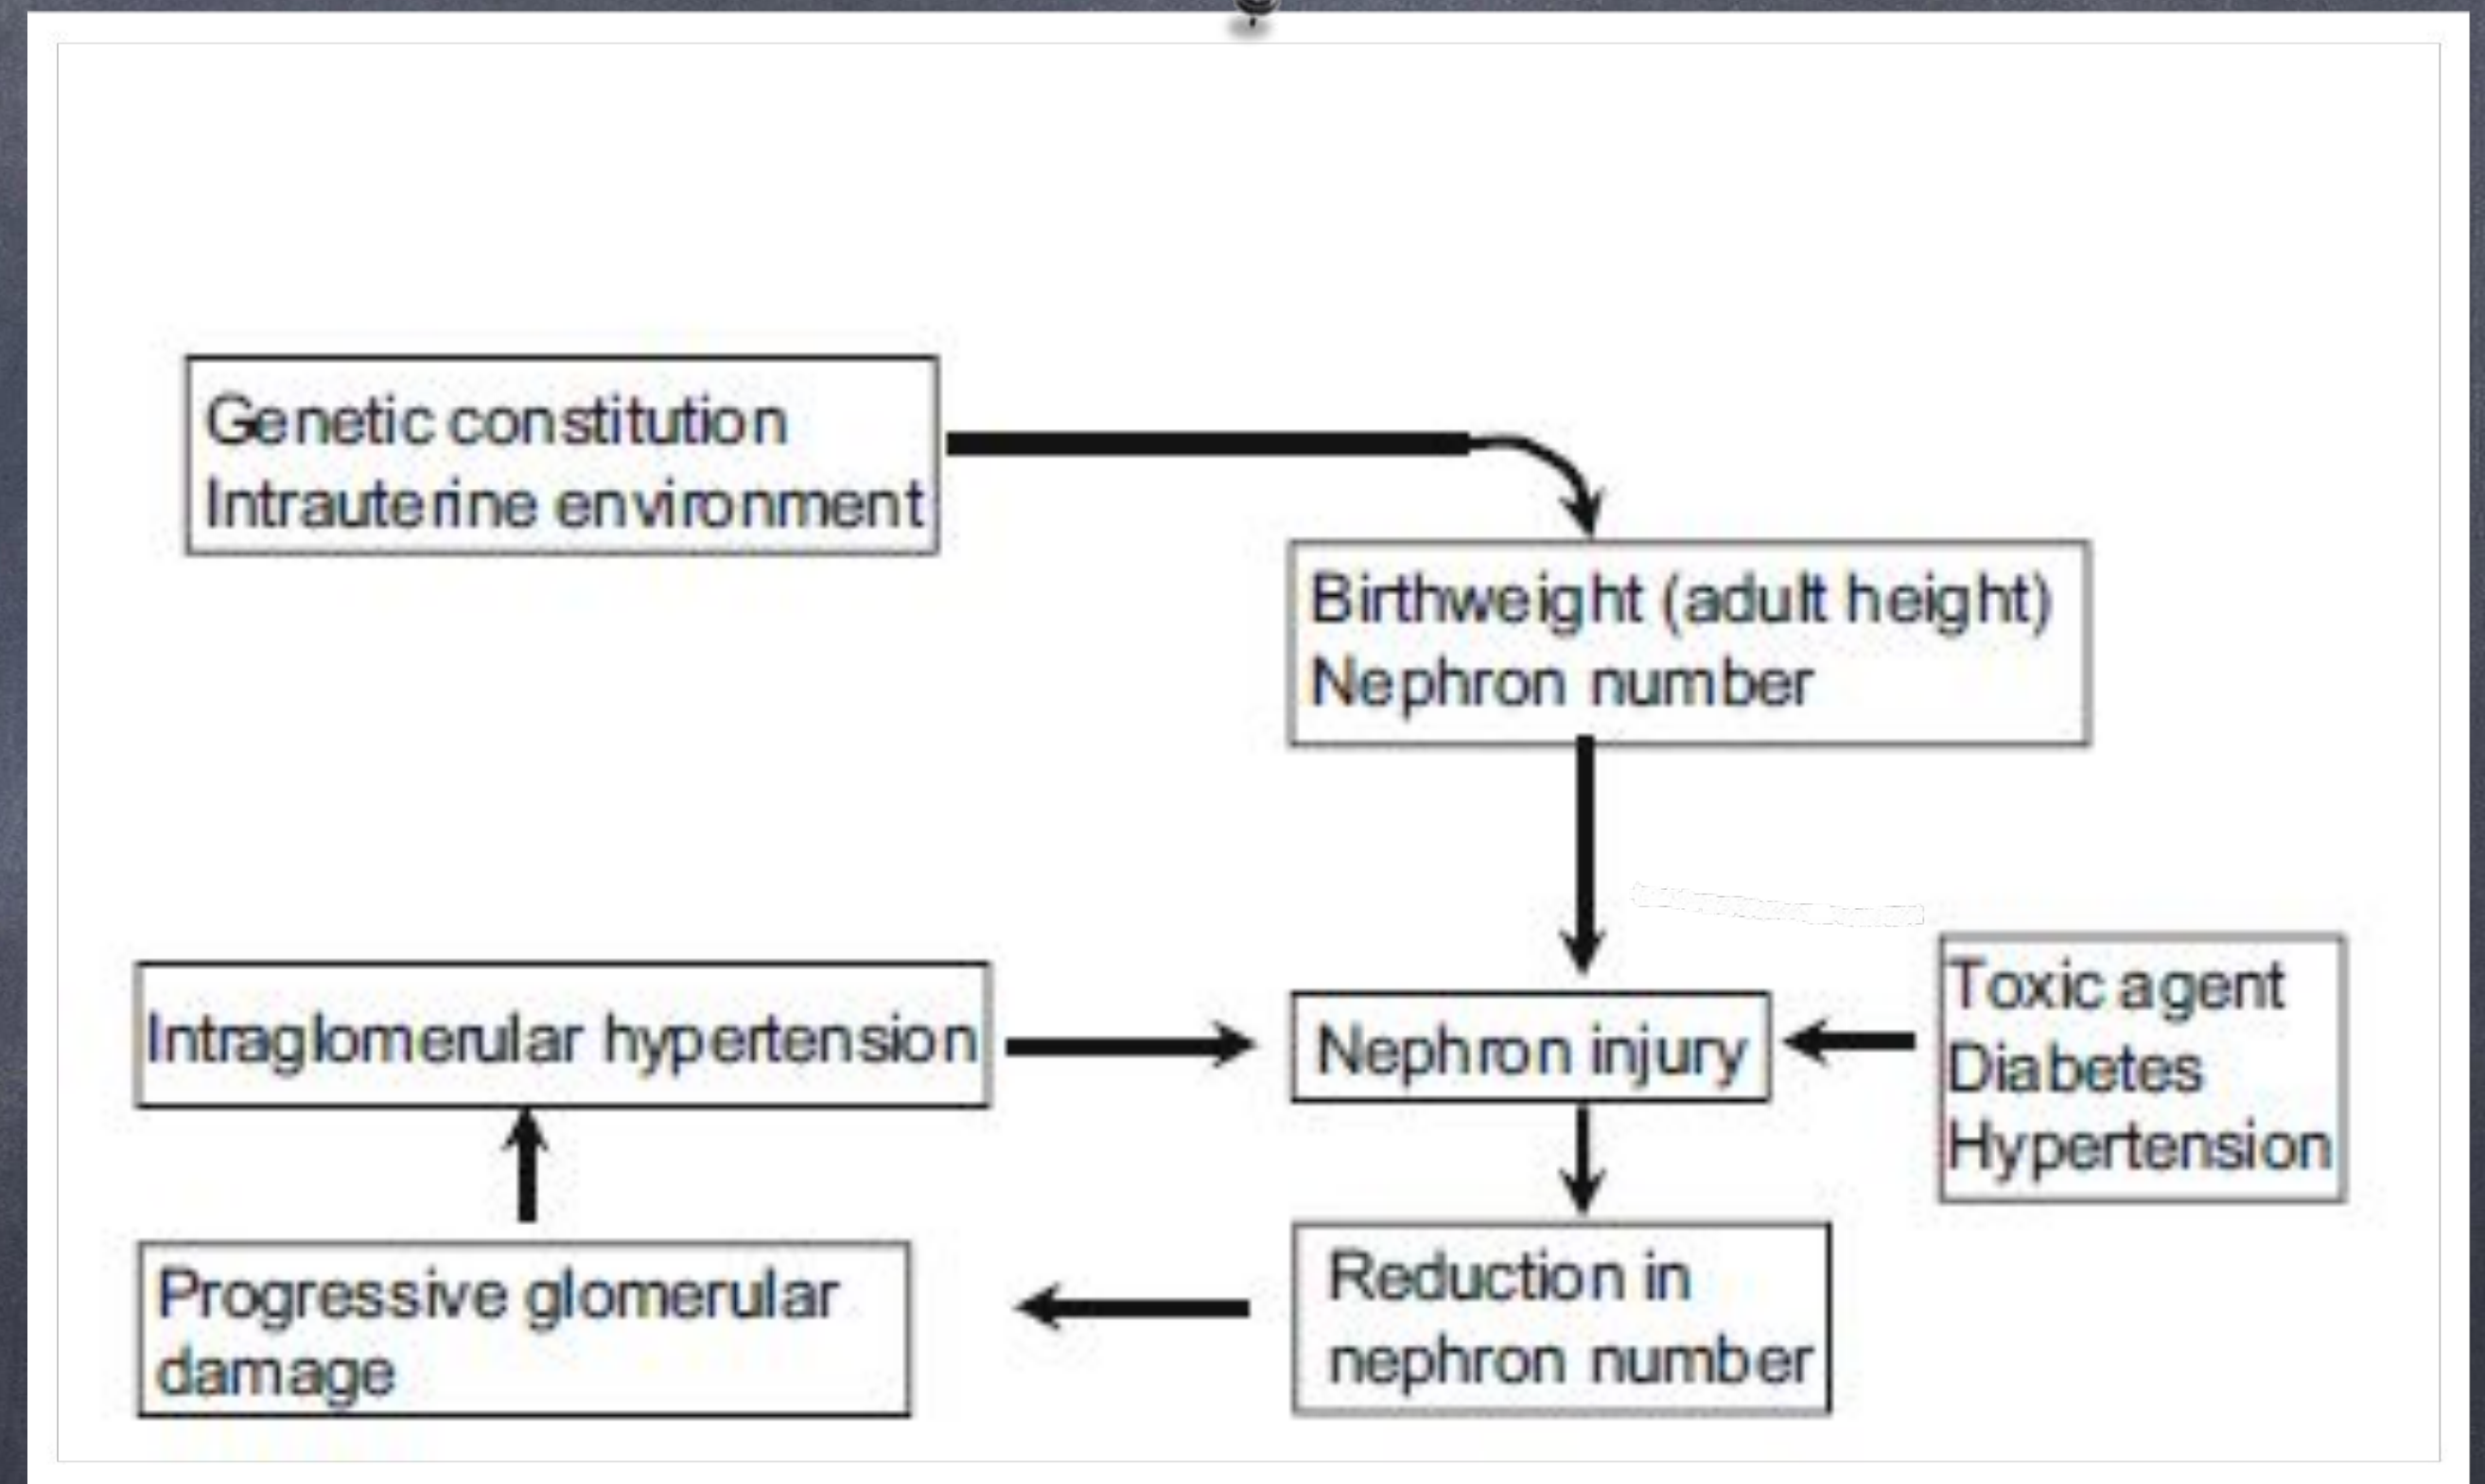 Genetic constitution
Intrauterine environment
Birthweight (adult height)
Nephron number
Intraglomerular hypertension
Nephron injury
Toxic agent
Diabetes
Hypertension
Progressive glomerular
damage
Reduction in
nephron number